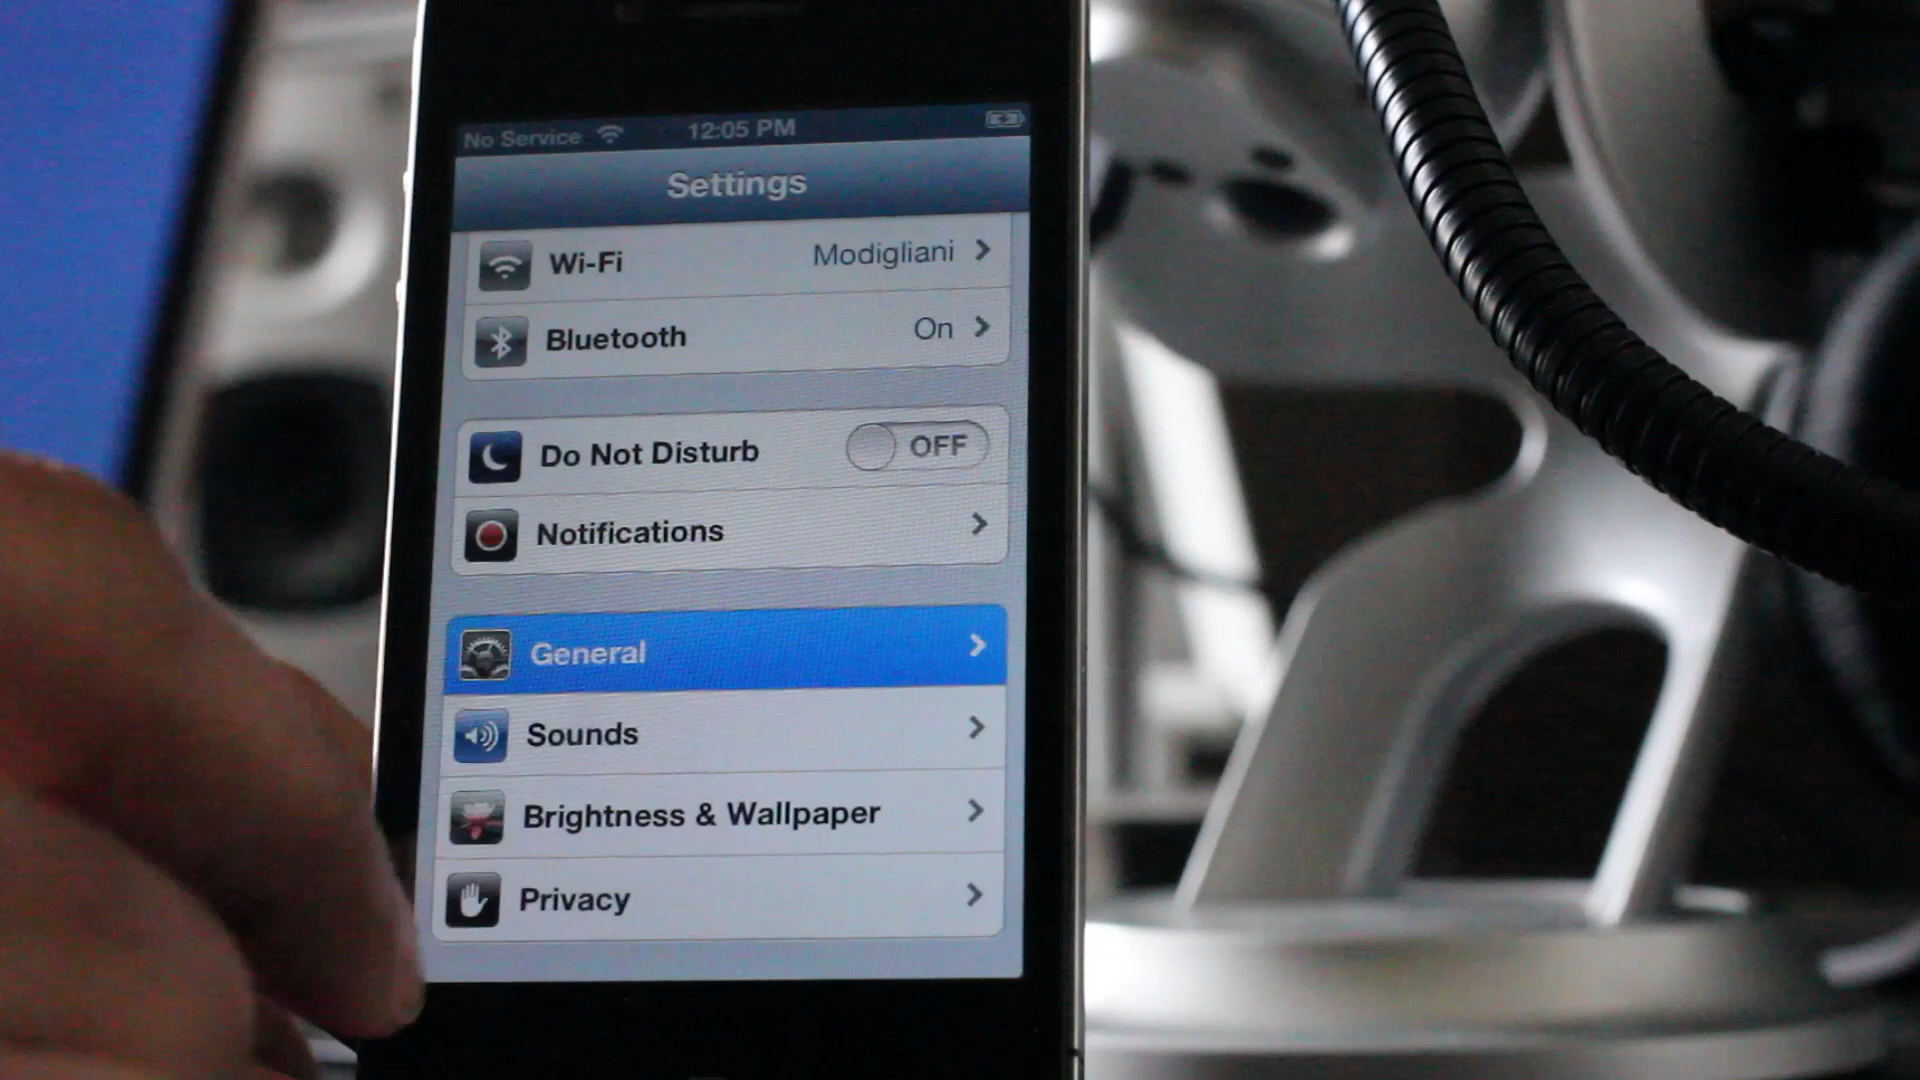 No Service 12:05 PM
Settings
Wi-Fi Modigliani
Bluetooth On
Do Not Disturb OFF
Notifications
General
Sounds
Brightness & Wallpaper
Privacy